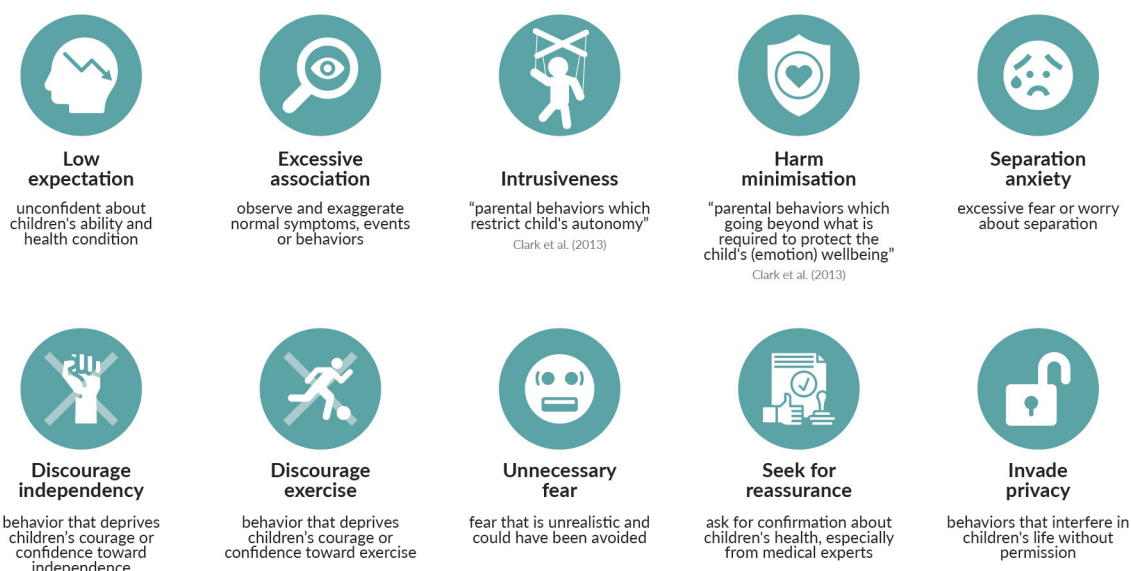 Low
expectation
unconfident about
children's ability and
health condition
Excessive
association
observe and exaggerate
normal symptoms, events
or behaviors
Intrusiveness
“parental behaviors which
restrict child's autonomy”
Clark et al. (2013)
Harm
minimisation
“parental behaviors which
going beyond what is
required to protect the
child's (emotion) wellbeing”
Clark et al. (2013)
Separation
anxiety
excessive fear or worry
about separation
Discourage
independency
behavior that deprives
children's courage or
confidence toward
independence
Discourage
exercise
behavior that deprives
children’s courage or
confidence toward exercise
Unnecessary
fear
fear that is unrealistic and
could have been avoided
Seek for
reassurance
ask for confirmation about
children's health, especially
from medical experts
Invade
privacy
behaviors that interfere in
children's life without
permission